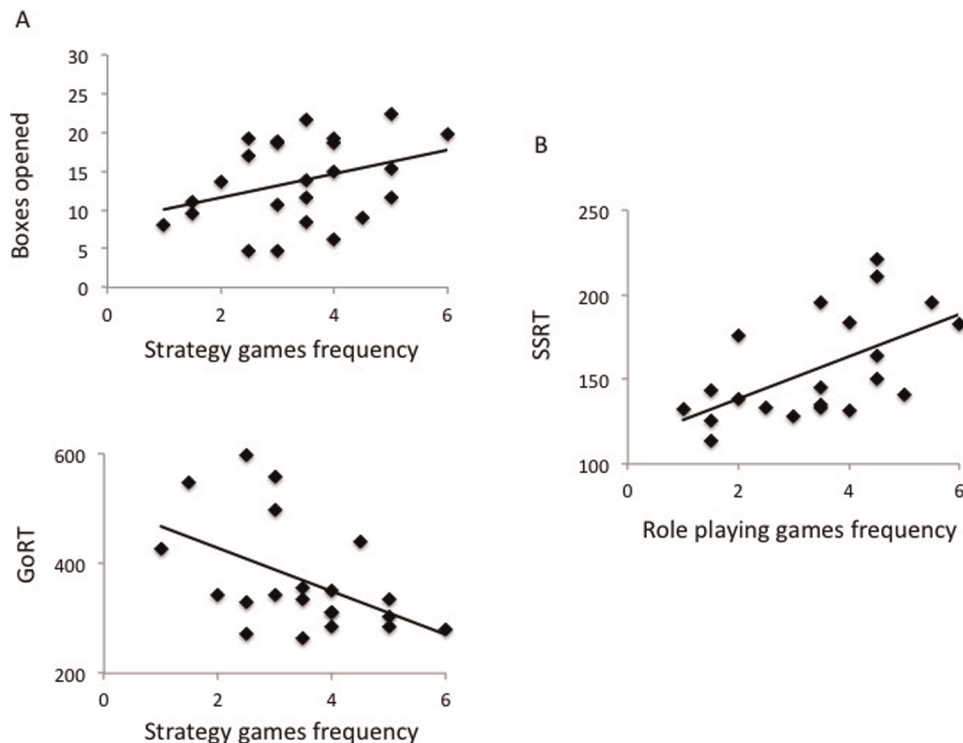 A
30
25
20
15
10
5
0
Boxes opened
0 2 4 6
Strategy games frequency
600
400
200
GoRT
0 2 4 6
Strategy games frequency
B
250
200
150
100
SSRT
0 2 4 6
Role playing games frequency